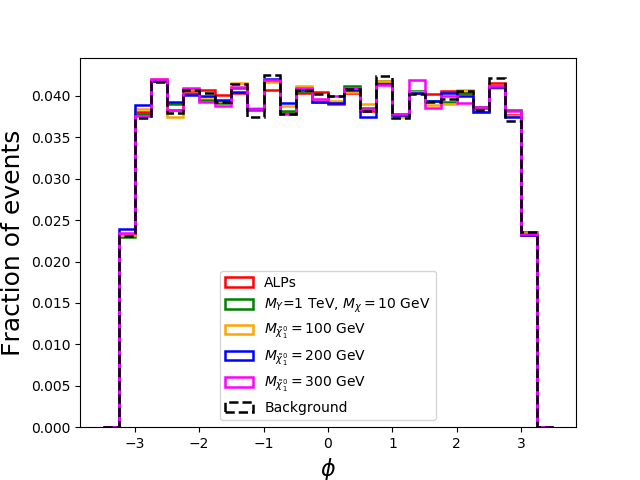 Fraction of events
0.040
0.035
0.030
0.025
0.020
0.015
0.010
0.005
0.000
ALPs
M_Y=1 TeV, M_χ = 10 GeV
M_χ̃₁⁰ = 100 GeV
M_χ̃₁⁰ = 200 GeV
M_χ̃₁⁰ = 300 GeV
Background
−3 −2 −1 0 1 2 3
ϕ